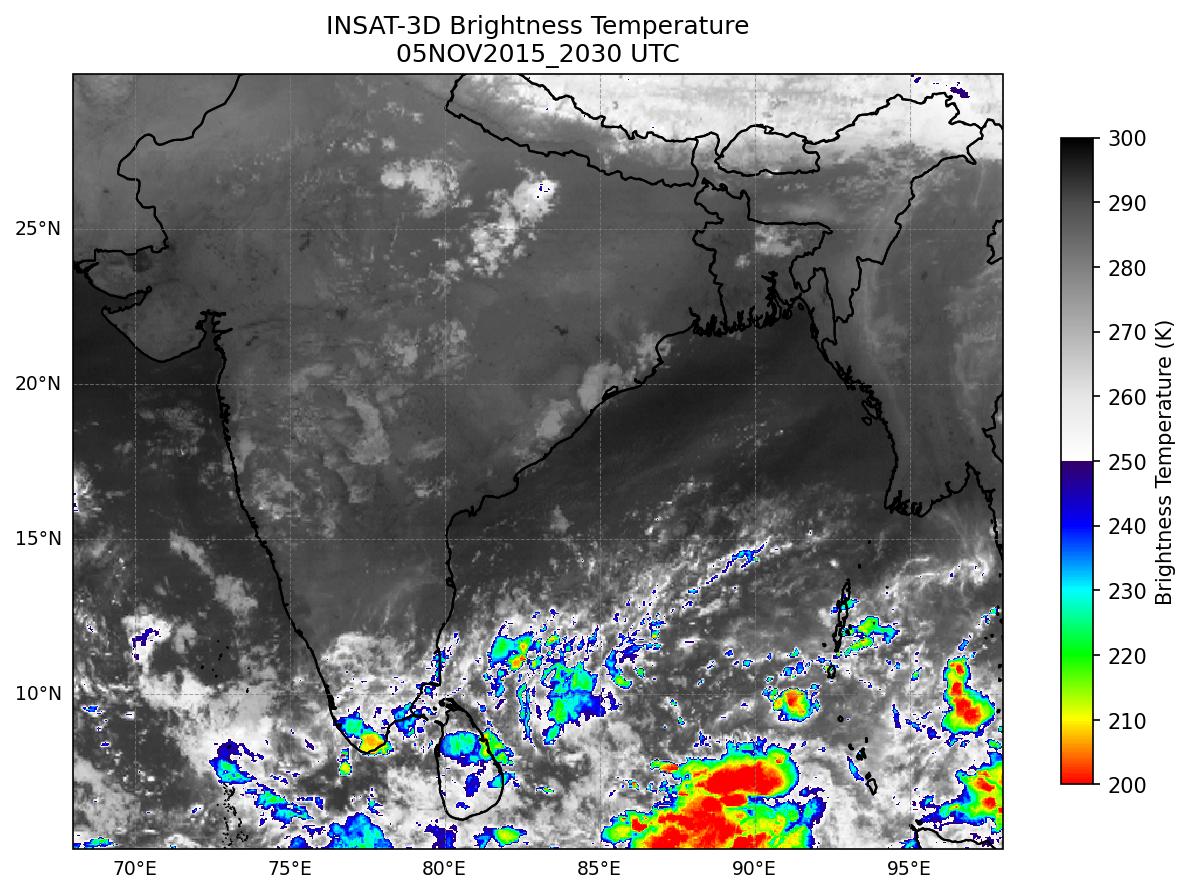 INSAT-3D Brightness Temperature
05NOV2015_2030 UTC
25°N
20°N
15°N
10°N
70°E
75°E
80°E
85°E
90°E
95°E
300
290
280
270
260
250
240
230
220
210
200
Brightness Temperature (K)